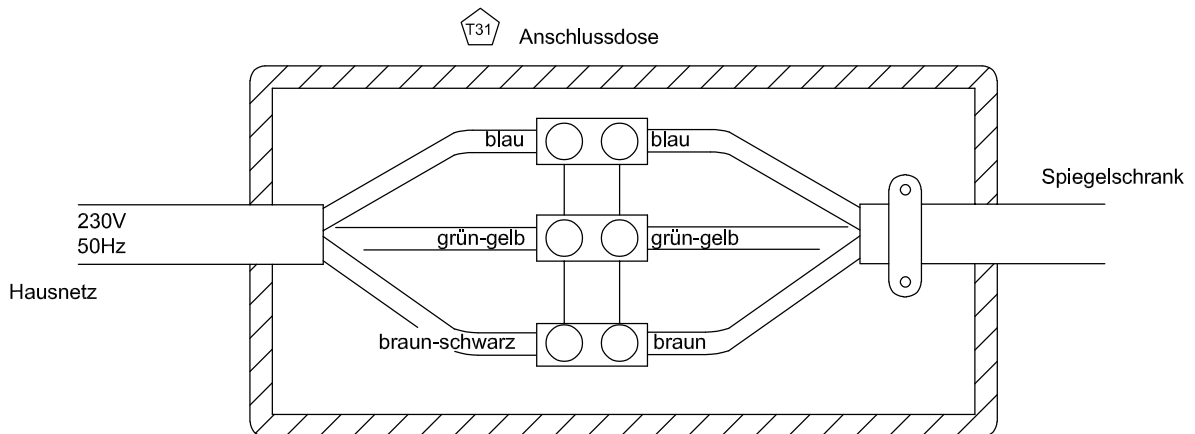 T31
Anschlussdose
blau
blau
Spiegelschrank
230V
50Hz
grün-gelb
grün-gelb
Hausnetz
braun-schwarz
braun